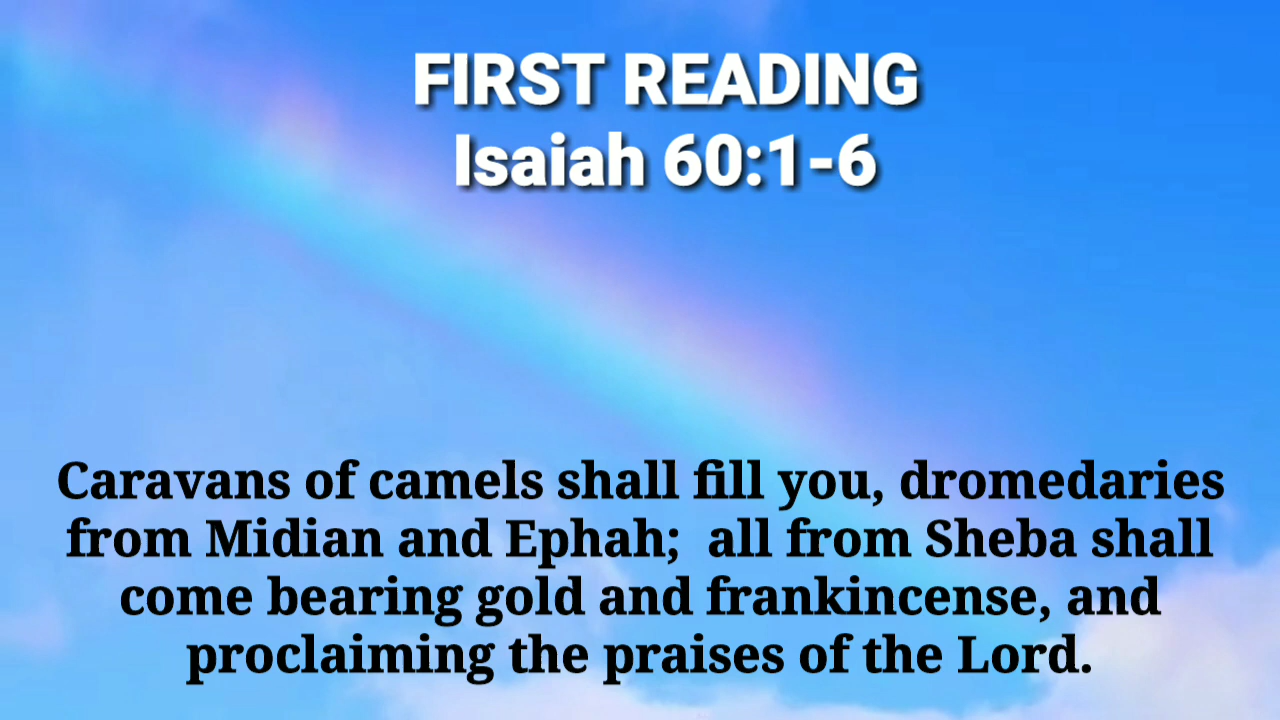 FIRST READING
Isaiah 60:1-6
Caravans of camels shall fill you, dromedaries
from Midian and Ephah;  all from Sheba shall
come bearing gold and frankincense, and
proclaiming the praises of the Lord.